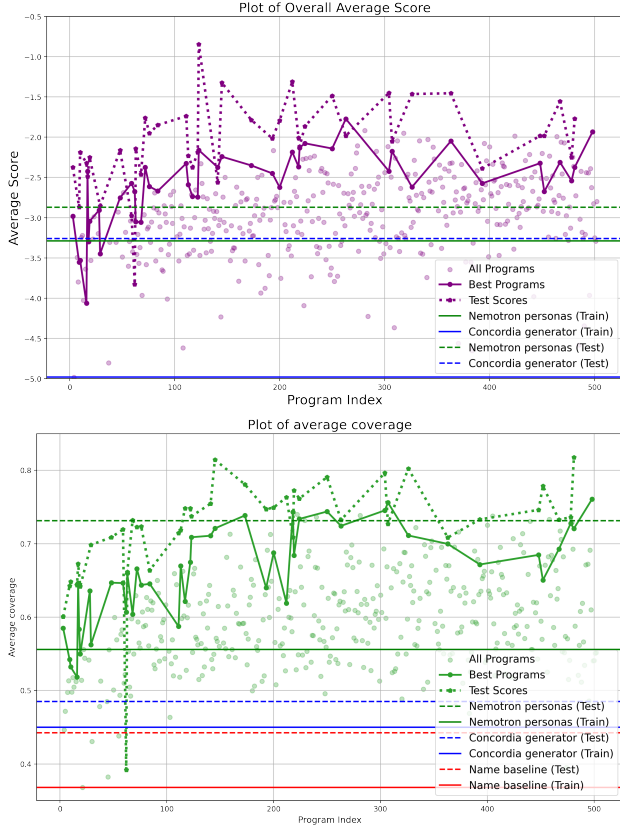 Plot of Overall Average Score
−0.5
−1.0
−1.5
−2.0
−2.5
−3.0
−3.5
−4.0
−4.5
−5.0
Average Score
0 100 200 300 400 500
Program Index
All Programs
Best Programs
Test Scores
Nemotron personas (Train)
Concordia generator (Train)
Nemotron personas (Test)
Concordia generator (Test)
Plot of average coverage
0.8
0.7
0.6
0.5
0.4
Average coverage
0 100 200 300 400 500
Program Index
All Programs
Best Programs
Test Scores
Nemotron personas (Test)
Nemotron personas (Train)
Concordia generator (Test)
Concordia generator (Train)
Name baseline (Test)
Name baseline (Train)